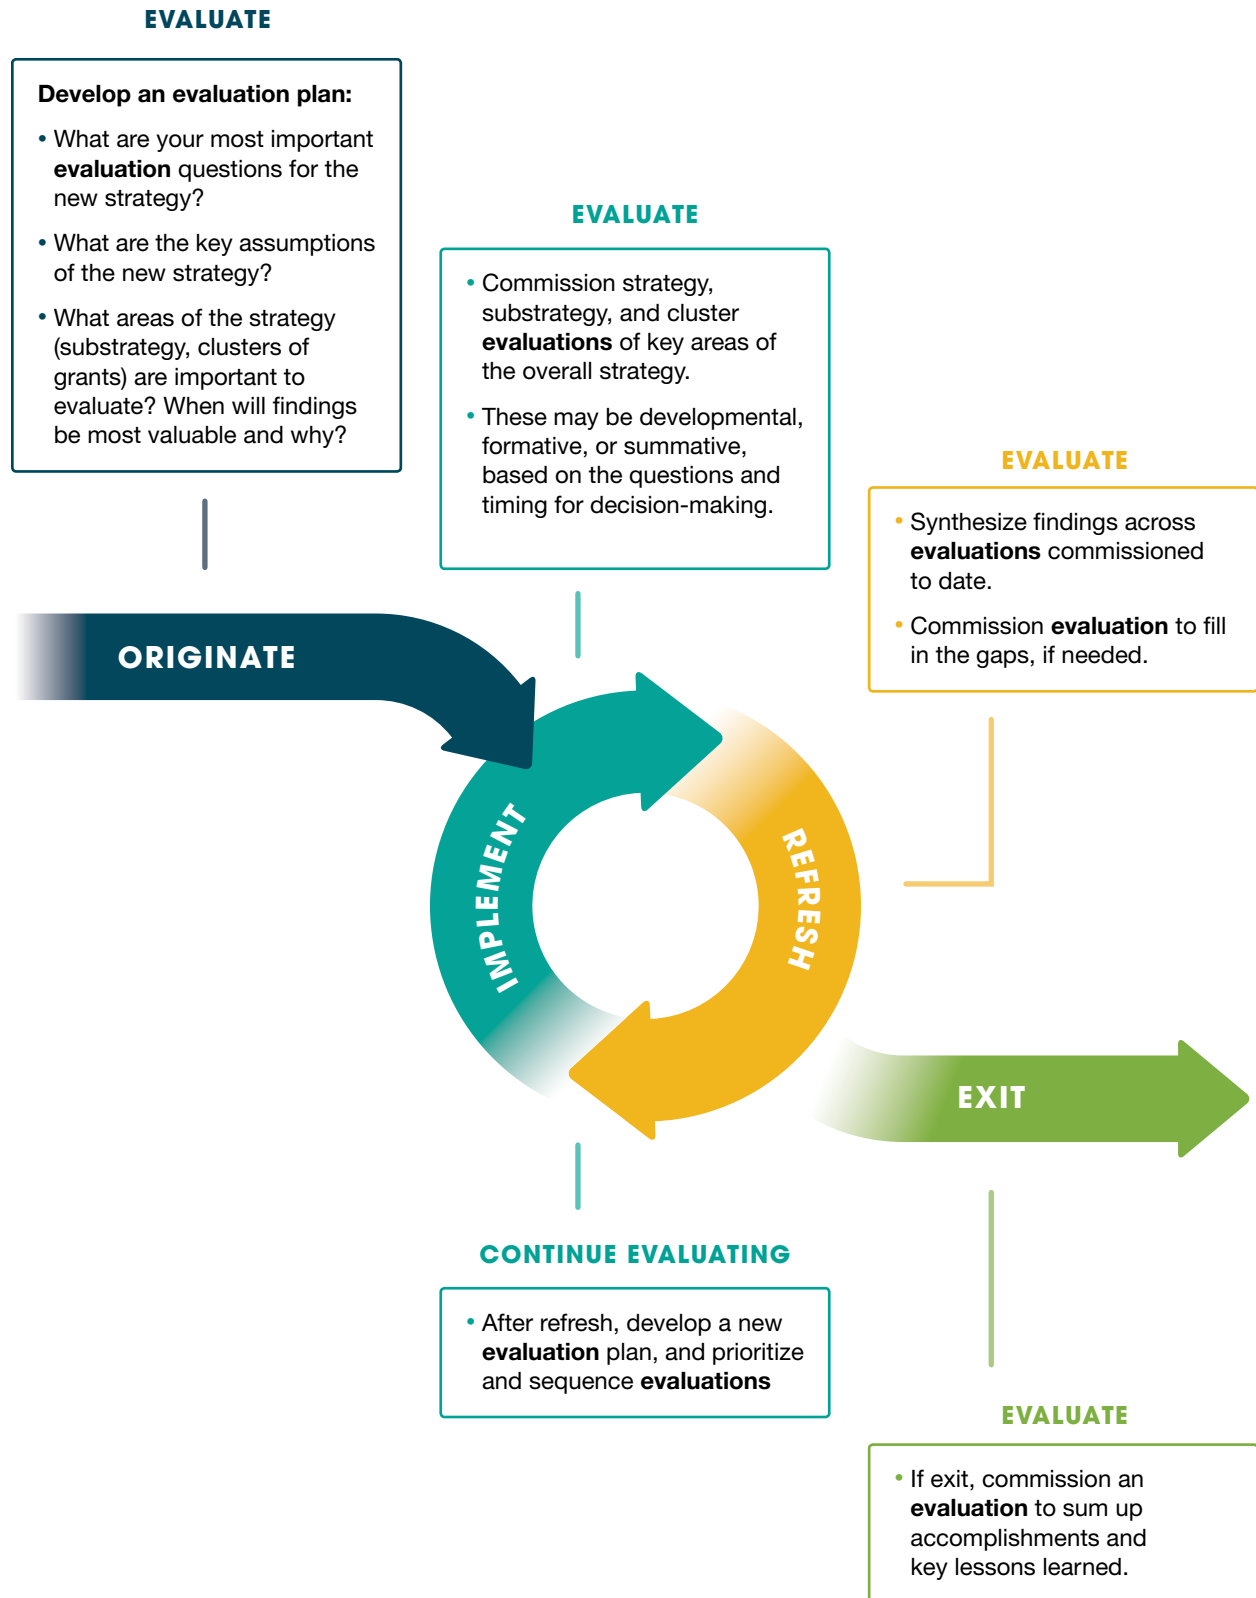 EVALUATE
Develop an evaluation plan:
• What are your most important
evaluation questions for the
new strategy?
• What are the key assumptions
of the new strategy?
• What areas of the strategy
(substrategy, clusters of
grants) are important to
evaluate? When will findings
be most valuable and why?
EVALUATE
• Commission strategy,
substrategy, and cluster
evaluations of key areas of
the overall strategy.
• These may be developmental,
formative, or summative,
based on the questions and
timing for decision-making.
EVALUATE
• Synthesize findings across
evaluations commissioned
to date.
• Commission evaluation to fill
in the gaps, if needed.
ORIGINATE
IMPLEMENT
REFRESH
EXIT
CONTINUE EVALUATING
• After refresh, develop a new
evaluation plan, and prioritize
and sequence evaluations
EVALUATE
• If exit, commission an
evaluation to sum up
accomplishments and
key lessons learned.